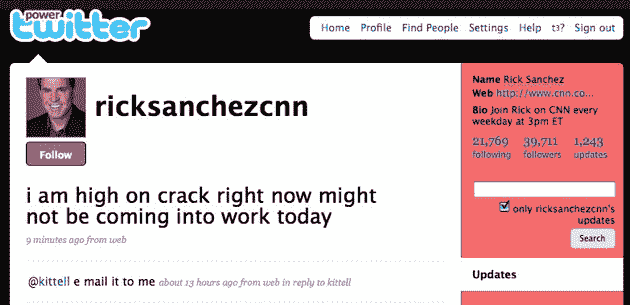 power
twitter
Home Profile Find People Settings Help t3? Sign out
ricksanchezcnn
Follow
i am high on crack right now might
not be coming into work today
9 minutes ago from web
@kittell e mail it to me about 13 hours ago from web in reply to kittell
Name Rick Sanchez
Web http://www.cnn.co...
Bio Join Rick on CNN every
weekday at 3pm ET
21,769 39,711 1,243
following followers updates
only ricksanchezcnn's
updates
Search
Updates